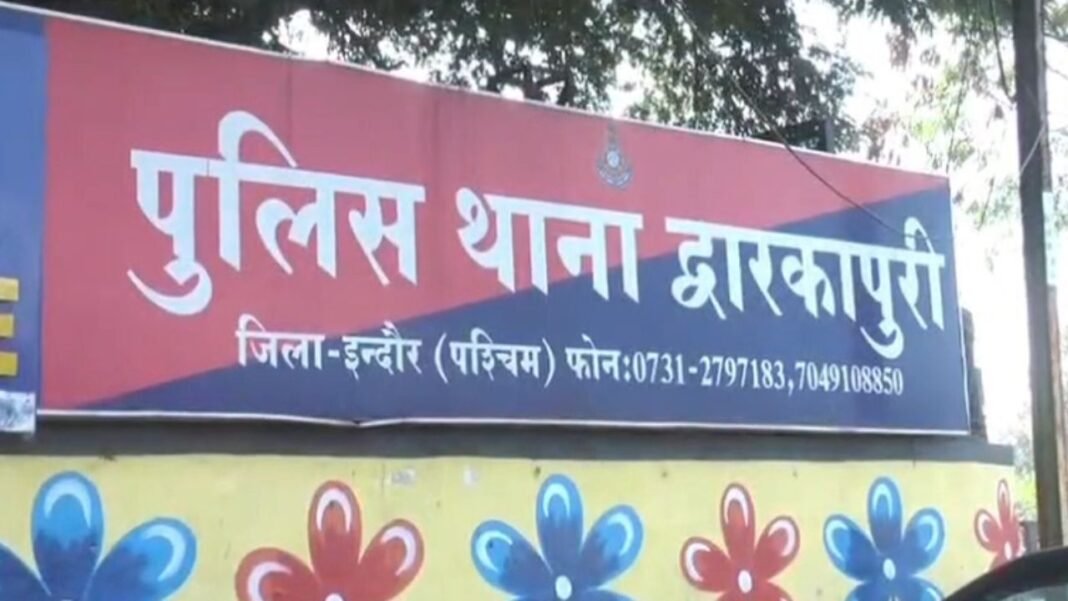 पुलिस थाना द्वारकापुरी
जिला-इन्दौर (पश्चिम) फोन:0731-2797183,7049108850